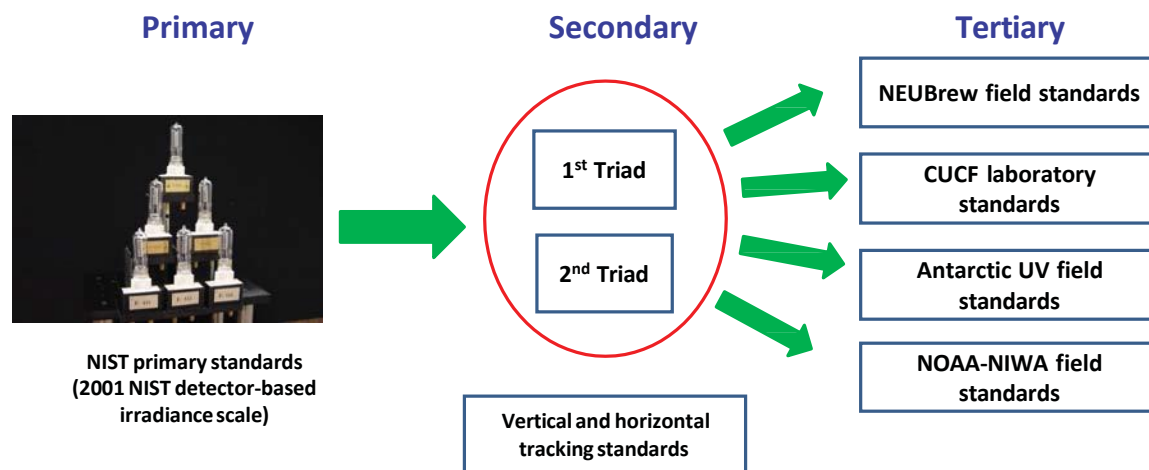 Primary
Secondary
Tertiary
NIST primary standards
(2001 NIST detector-based
irradiance scale)
1st Triad
2nd Triad
Vertical and horizontal
tracking standards
NEUBrew field standards
CUCF laboratory
standards
Antarctic UV field
standards
NOAA-NIWA field
standards